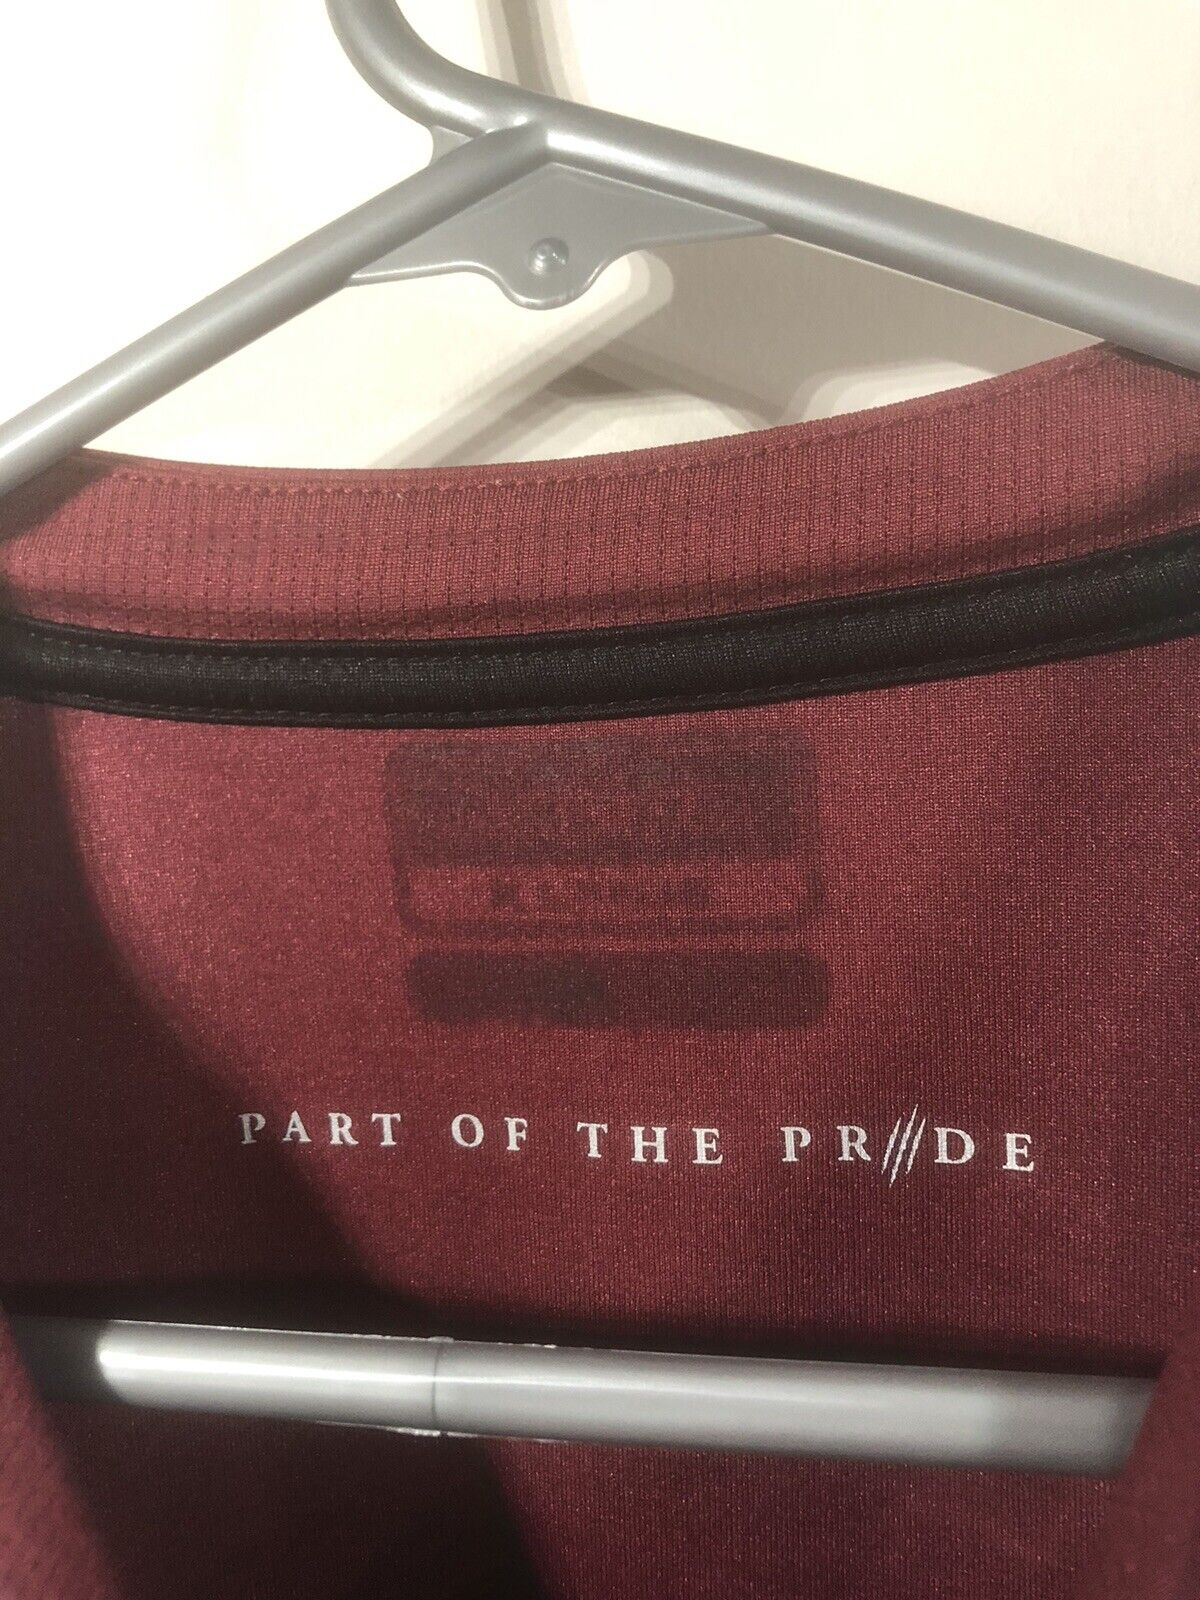 PART OF THE PR///DE